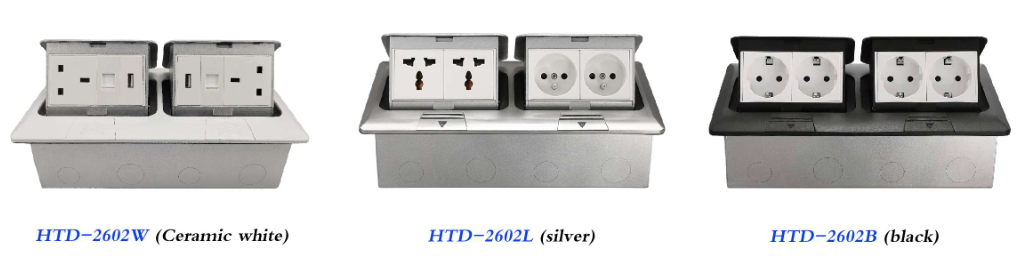 HTD-2602W (Ceramic white)
HTD-2602L (silver)
HTD-2602B (black)